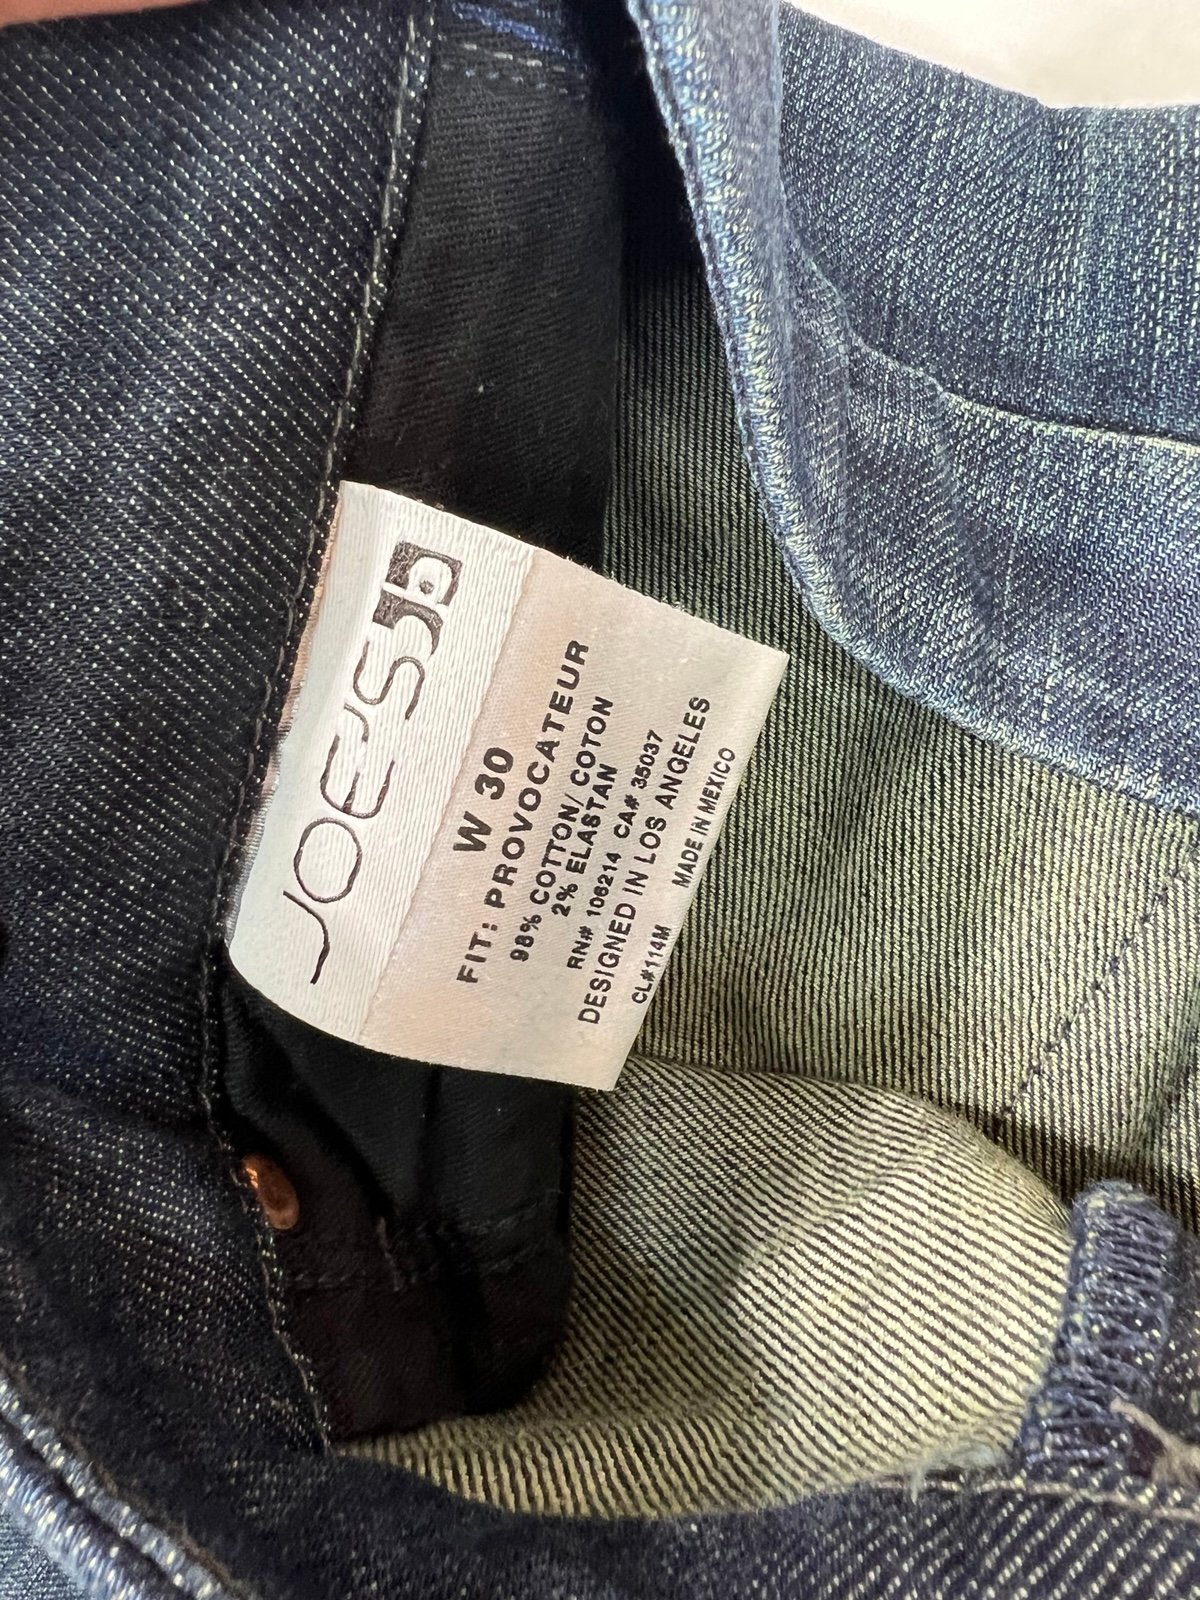 JOE'S
W 30
FIT: PROVOCATEUR
98% COTTON/ COTON
2% ELASTAN
RN# 106214 CA# 35037
DESIGNED IN LOS ANGELES
CL#114M MADE IN MEXICO